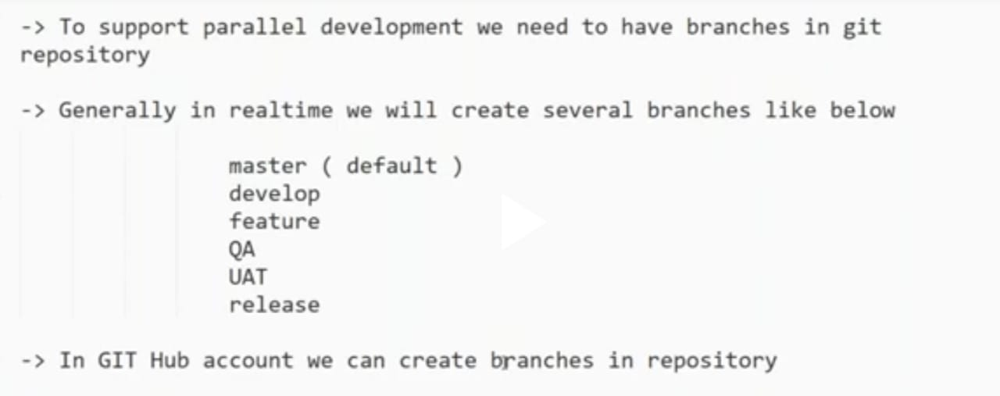 -> To support parallel development we need to have branches in git
repository
-> Generally in realtime we will create several branches like below
master ( default )
develop
feature
QA
UAT
release
-> In GIT Hub account we can create branches in repository